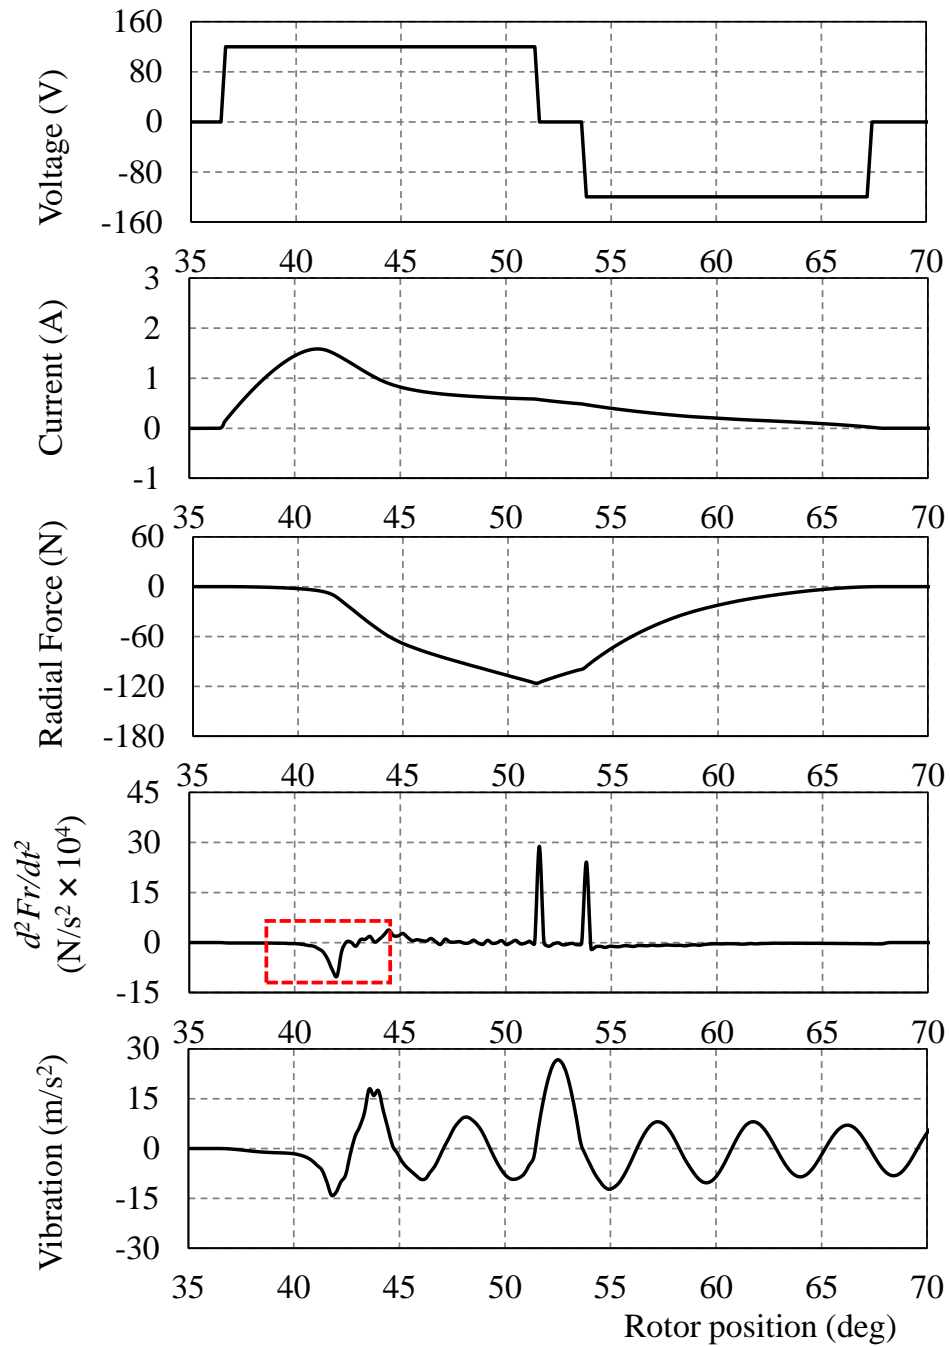 Voltage (V)
160
80
0
-80
-160
35 40 45 50 55 60 65 70
Current (A)
3
2
1
0
-1
35 40 45 50 55 60 65 70
Radial Force (N)
60
0
-60
-120
-180
35 40 45 50 55 60 65 70
d²Fr/dt²
(N/s² × 10⁴)
45
30
15
0
-15
35 40 45 50 55 60 65 70
Vibration (m/s²)
30
15
0
-15
-30
35 40 45 50 55 60 65 70
Rotor position (deg)